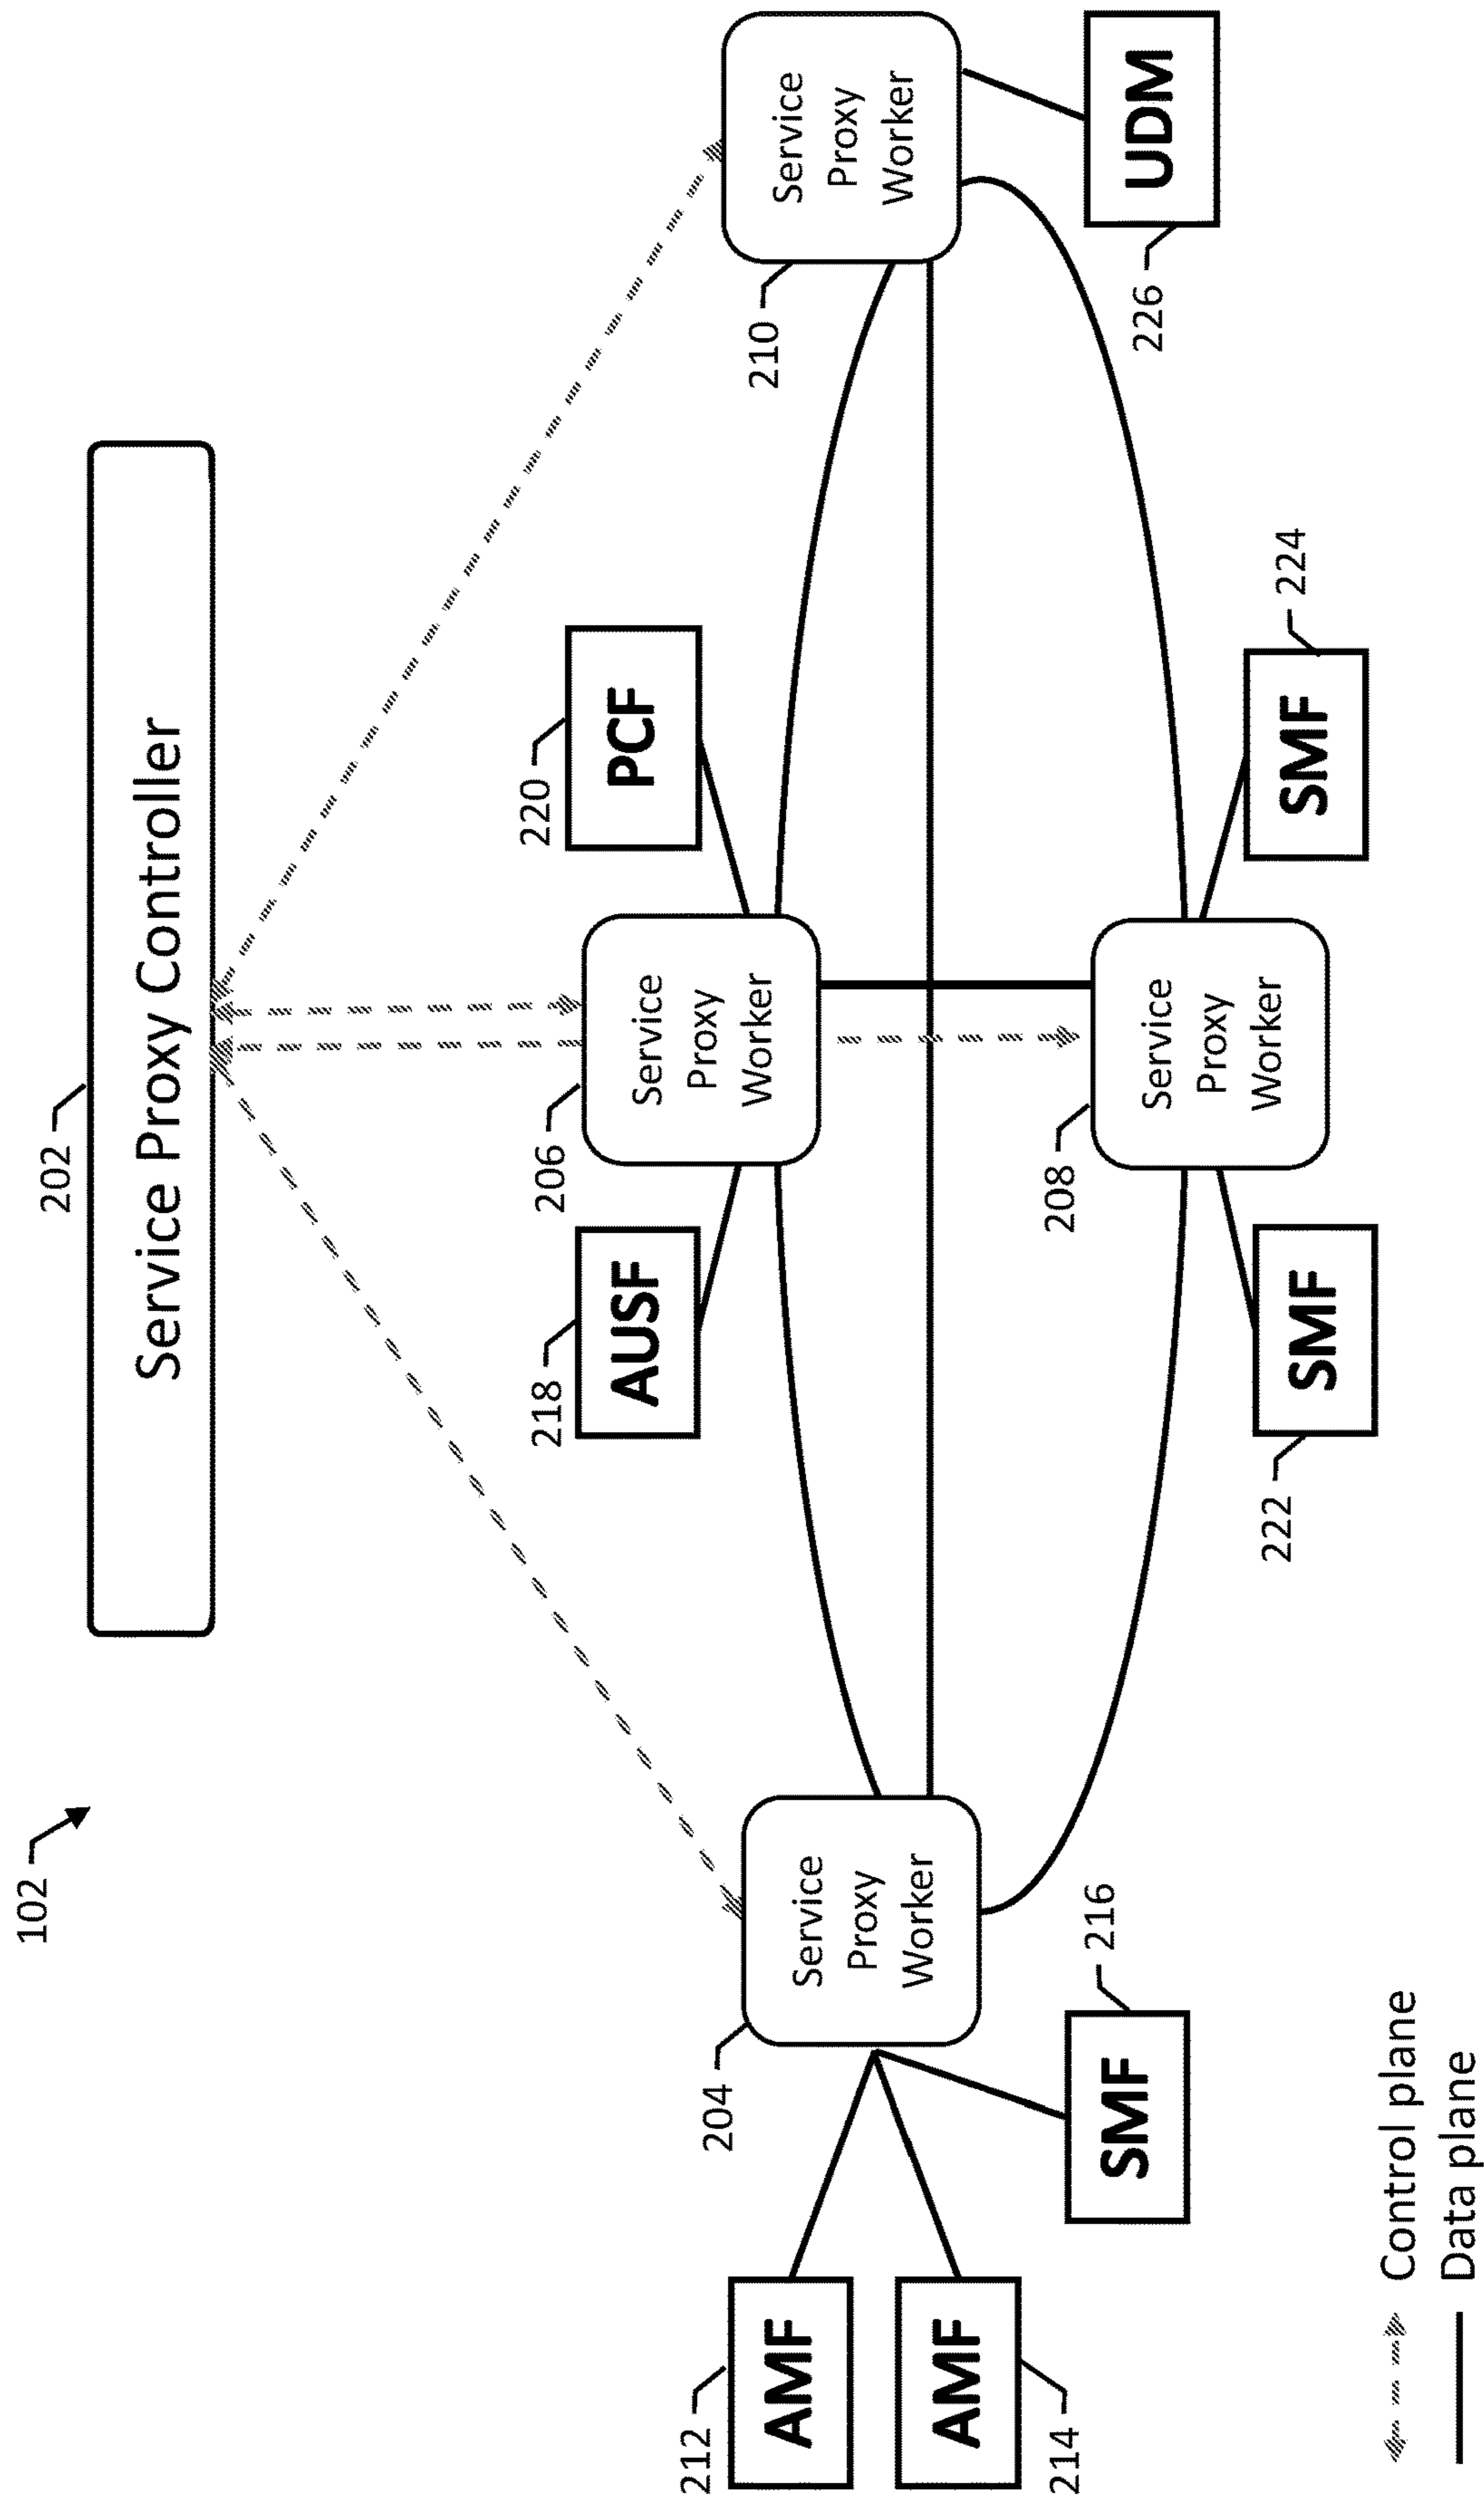 102
202
Service Proxy Controller
220
PCF
218
AUSF
206
Service
Proxy
Worker
210
Service
Proxy
Worker
204
Service
Proxy
Worker
212
AMF
214
AMF
216
SMF
208
Service
Proxy
Worker
222
SMF
224
SMF
226
UDM
Control plane
Data plane